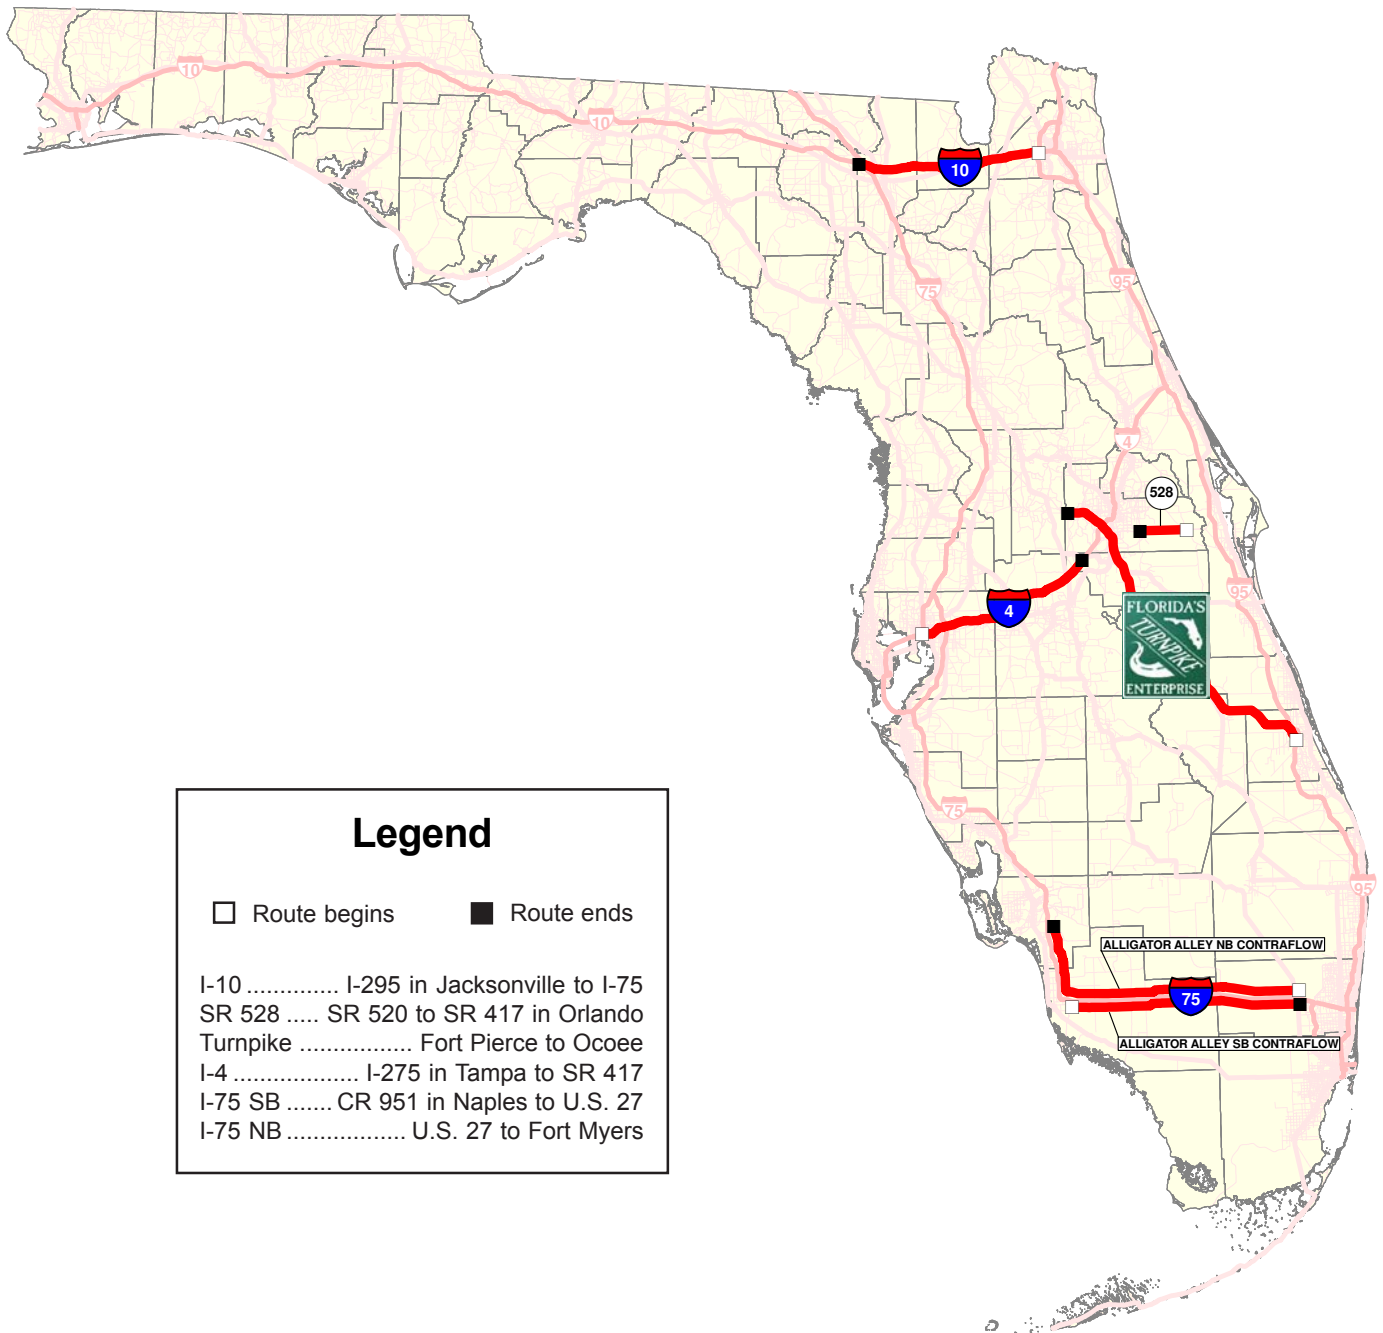 10
10
10
75
95
4
528
4
FLORIDA'S
TURNPIKE
ENTERPRISE
95
75
95
ALLIGATOR ALLEY NB CONTRAFLOW
75
ALLIGATOR ALLEY SB CONTRAFLOW
Legend
Route begins Route ends
I-10 .............. I-295 in Jacksonville to I-75
SR 528 ..... SR 520 to SR 417 in Orlando
Turnpike ................. Fort Pierce to Ocoee
I-4 ................... I-275 in Tampa to SR 417
I-75 SB ....... CR 951 in Naples to U.S. 27
I-75 NB .................. U.S. 27 to Fort Myers